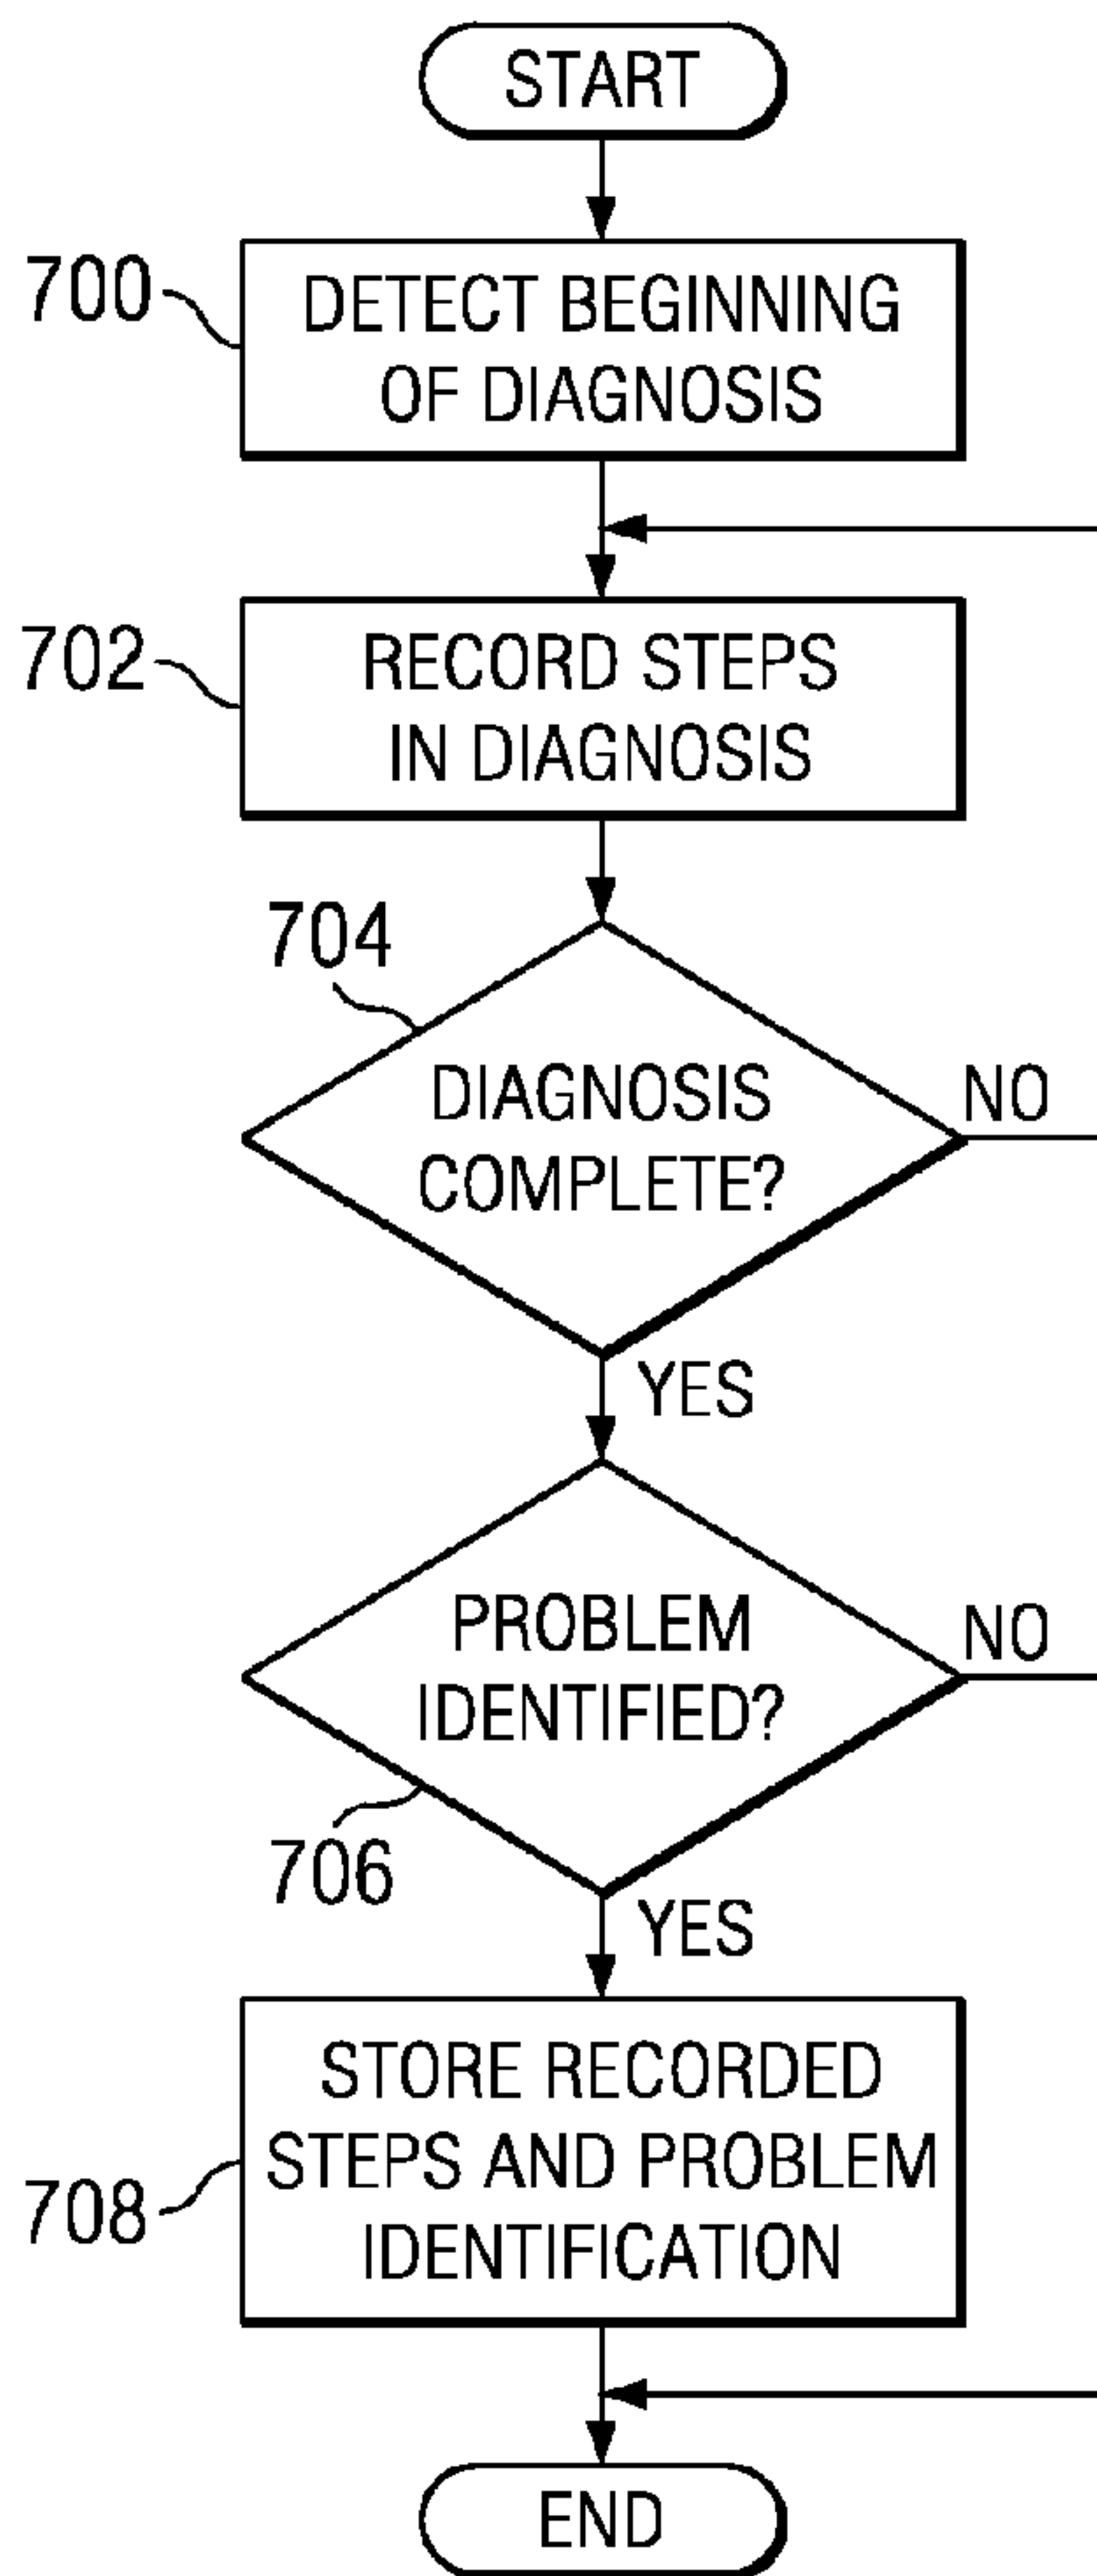 START
700
DETECT BEGINNING
OF DIAGNOSIS
702
RECORD STEPS
IN DIAGNOSIS
704
DIAGNOSIS
COMPLETE?
NO
YES
PROBLEM
IDENTIFIED?
NO
706
YES
STORE RECORDED
STEPS AND PROBLEM
IDENTIFICATION
708
END